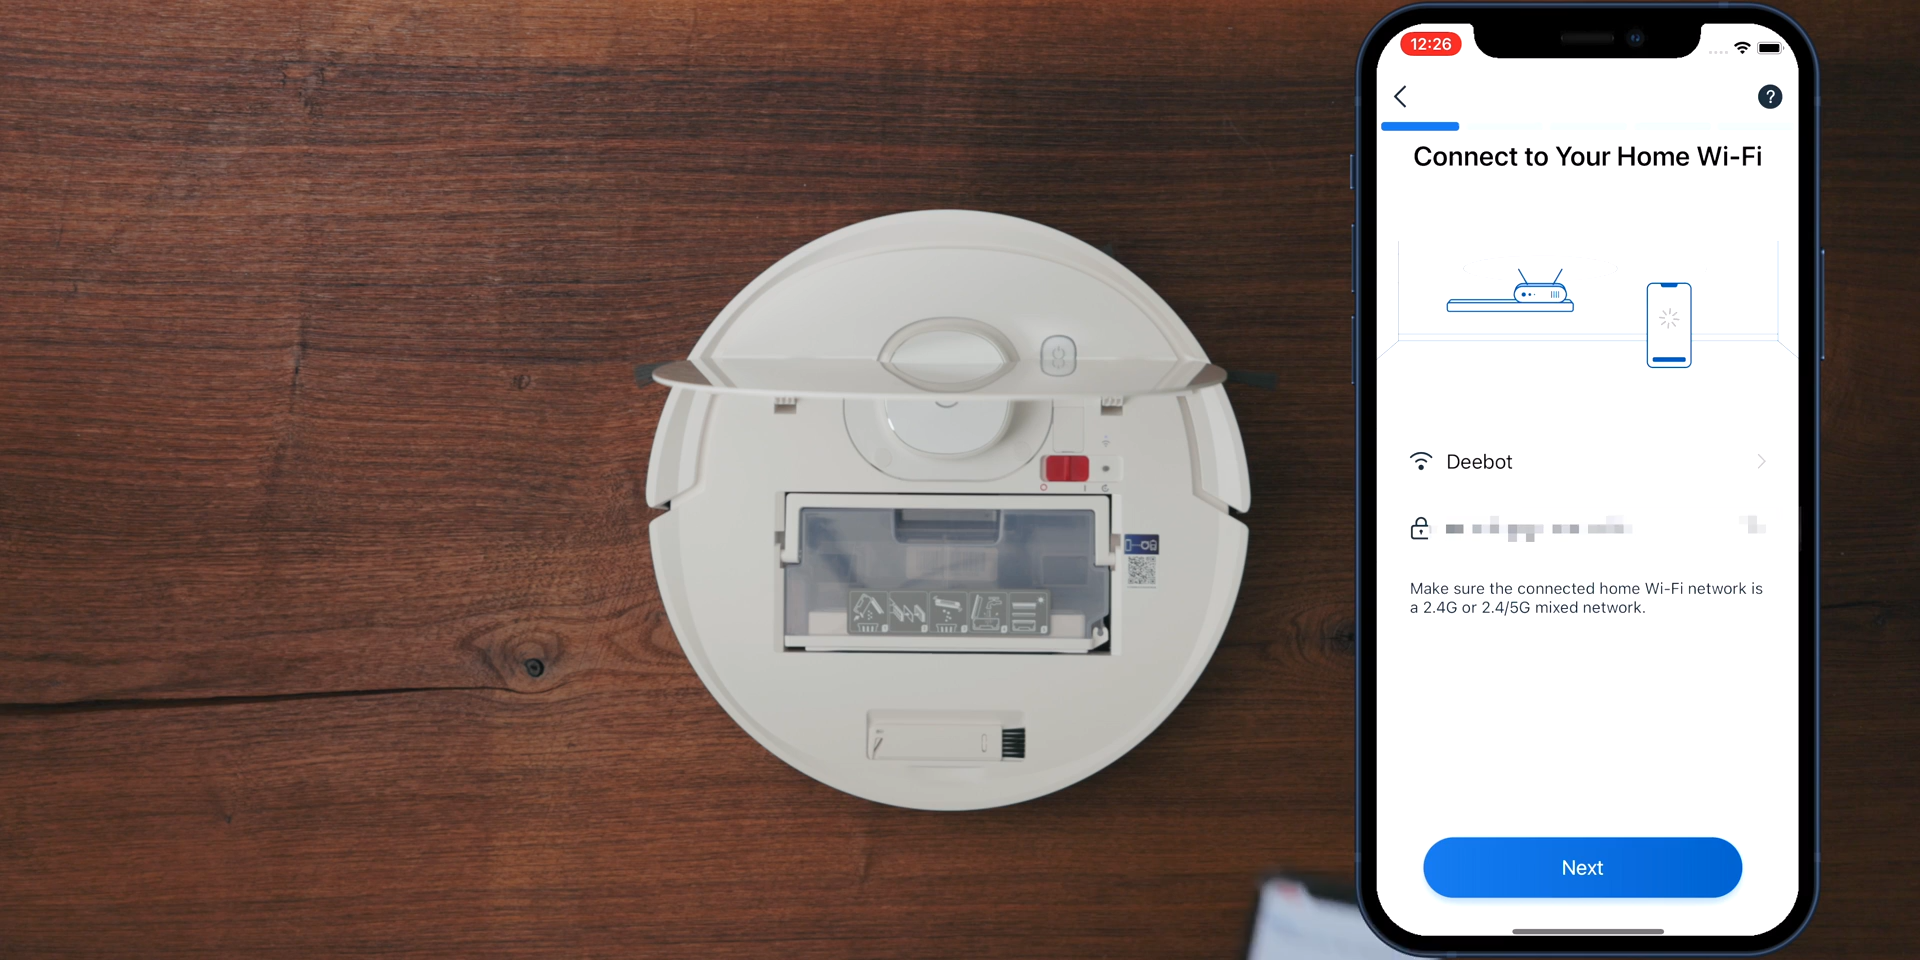 12:26
?
Connect to Your Home Wi-Fi
Deebot
Make sure the connected home Wi-Fi network is
a 2.4G or 2.4/5G mixed network.
Next